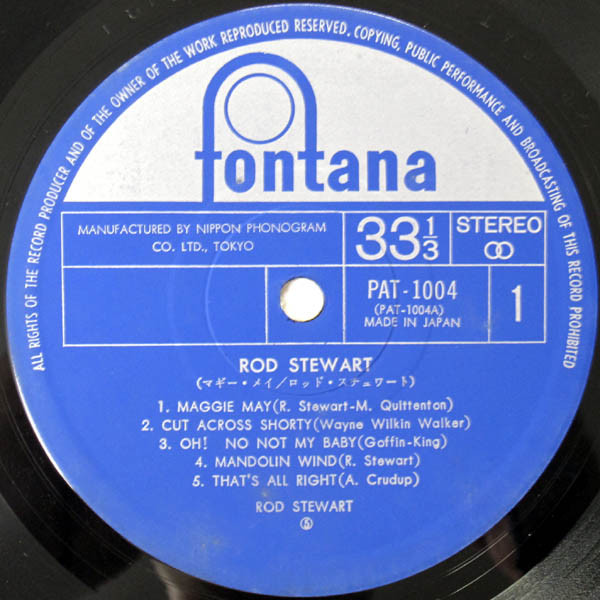 ALL RIGHTS OF THE RECORD PRODUCER AND OF THE OWNER OF THE WORK REPRODUCED RESERVED. COPYING, PUBLIC PERFORMANCE AND BROADCASTING OF THIS RECORD PROHIBITED
fontana
MANUFACTURED BY NIPPON PHONOGRAM
CO. LTD., TOKYO
33 1/3
STEREO
PAT-1004
(PAT-1004A)
MADE IN JAPAN
1
ROD STEWART
(マギー・メイ/ロッド・スチュワート)
1. MAGGIE MAY(R. Stewart-M. Quittenton)
2. CUT ACROSS SHORTY(Wayne Wilkin Walker)
3. OH! NO NOT MY BABY(Goffin-King)
4. MANDOLIN WIND(R. Stewart)
5. THAT'S ALL RIGHT(A. Crudup)
ROD STEWART